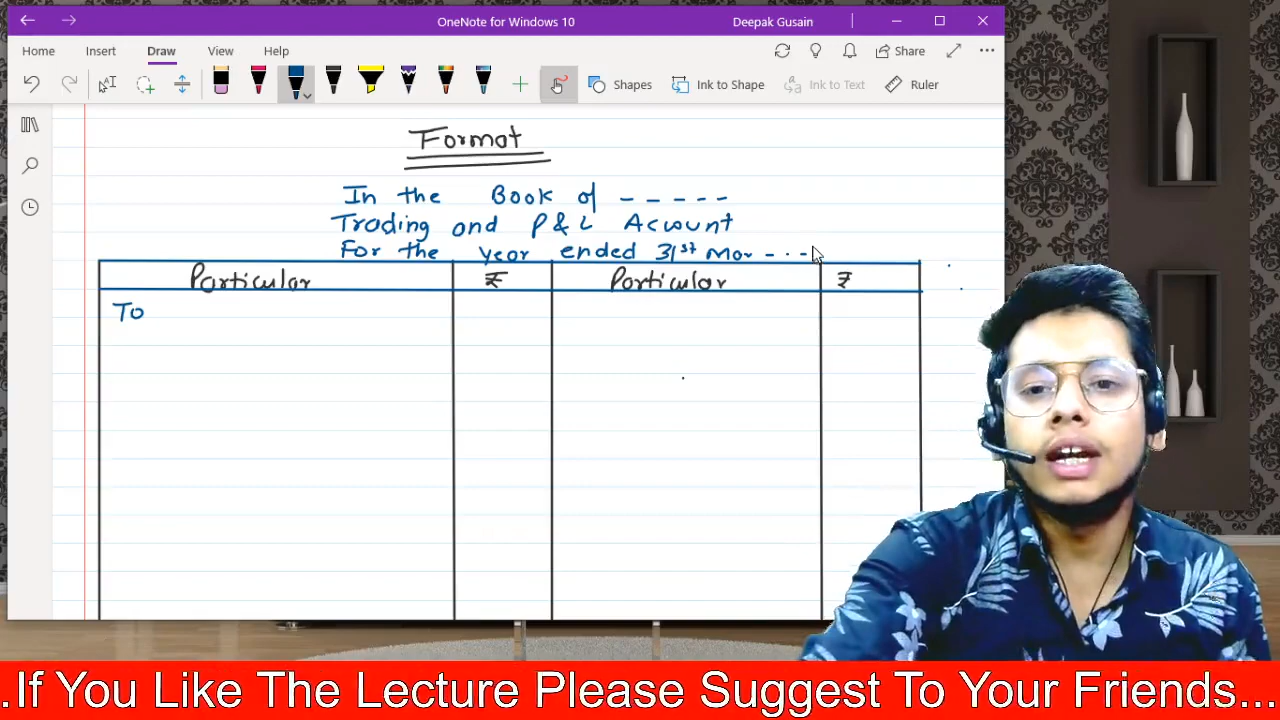 OneNote for Windows 10
Deepak Gusain
Home Insert Draw View Help Share
Shapes Ink to Shape Ink to Text Ruler
Format
In the Book of - - - - -
Trading and P & L Account
For the year ended 31st Mar - - - -
Particular ₹ Particular ₹
To
.If You Like The Lecture Please Suggest To Your Friends...